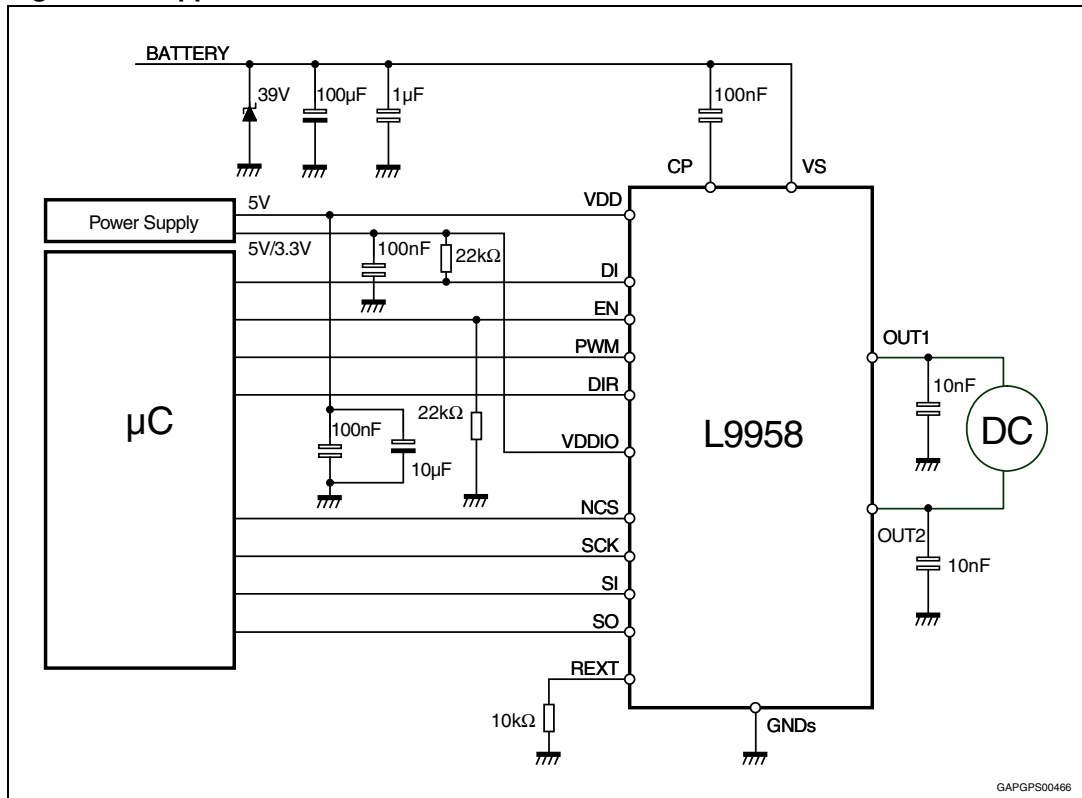 BATTERY
39V
100µF
1µF
100nF
CP
VS
Power Supply
5V
VDD
5V/3.3V
100nF
22kΩ
DI
EN
PWM
DIR
µC
22kΩ
100nF
10µF
VDDIO
L9958
OUT1
10nF
DC
NCS
OUT2
SCK
10nF
SI
SO
REXT
10kΩ
GNDs
GAPGPS00466